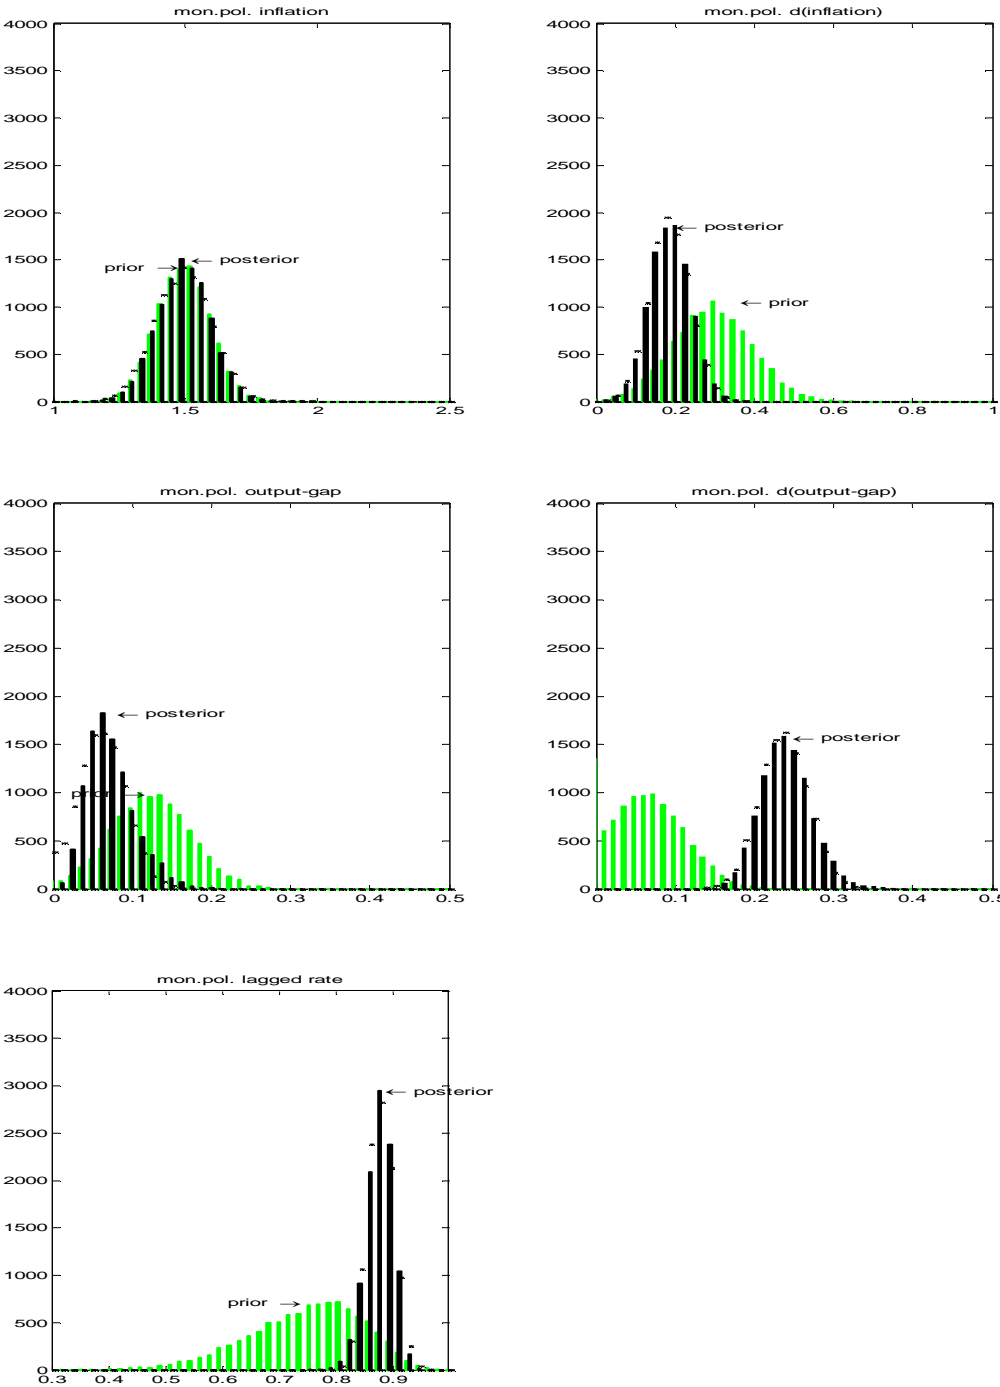 mon.pol. inflation
4000
3500
3000
2500
2000
1500
1000
500
0
prior
posterior
1 1.5 2 2.5
mon.pol. d(inflation)
4000
3500
3000
2500
2000
1500
1000
500
0
posterior
prior
0 0.2 0.4 0.6 0.8 1
mon.pol. output-gap
4000
3500
3000
2500
2000
1500
1000
500
0
posterior
prior
0 0.1 0.2 0.3 0.4 0.5
mon.pol. d(output-gap)
4000
3500
3000
2500
2000
1500
1000
500
0
posterior
0 0.1 0.2 0.3 0.4 0.5
mon.pol. lagged rate
4000
3500
3000
2500
2000
1500
1000
500
0
posterior
prior
0.3 0.4 0.5 0.6 0.7 0.8 0.9